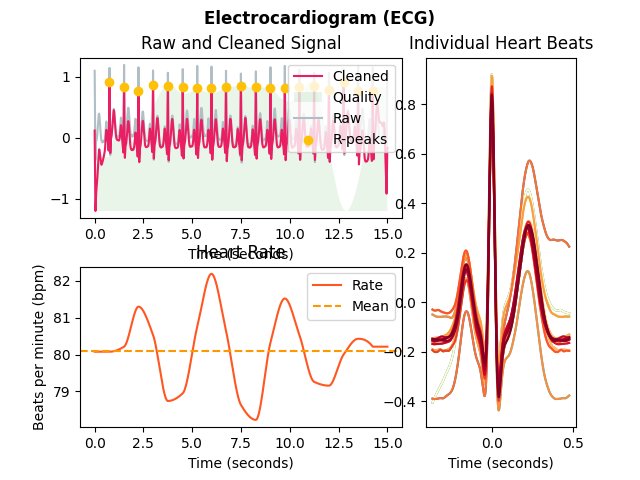 Electrocardiogram (ECG)
Raw and Cleaned Signal
Individual Heart Beats
1
0
−1
Cleaned
Quality
Raw
R-peaks
0.0 2.5 5.0 7.5 10.0 12.5 15.0
Time (seconds)
Heart Rate
Beats per minute (bpm)
82
81
80
79
Rate
Mean
0.0 2.5 5.0 7.5 10.0 12.5 15.0
Time (seconds)
0.8
0.6
0.4
0.2
0.0
−0.2
−0.4
0.0 0.5
Time (seconds)